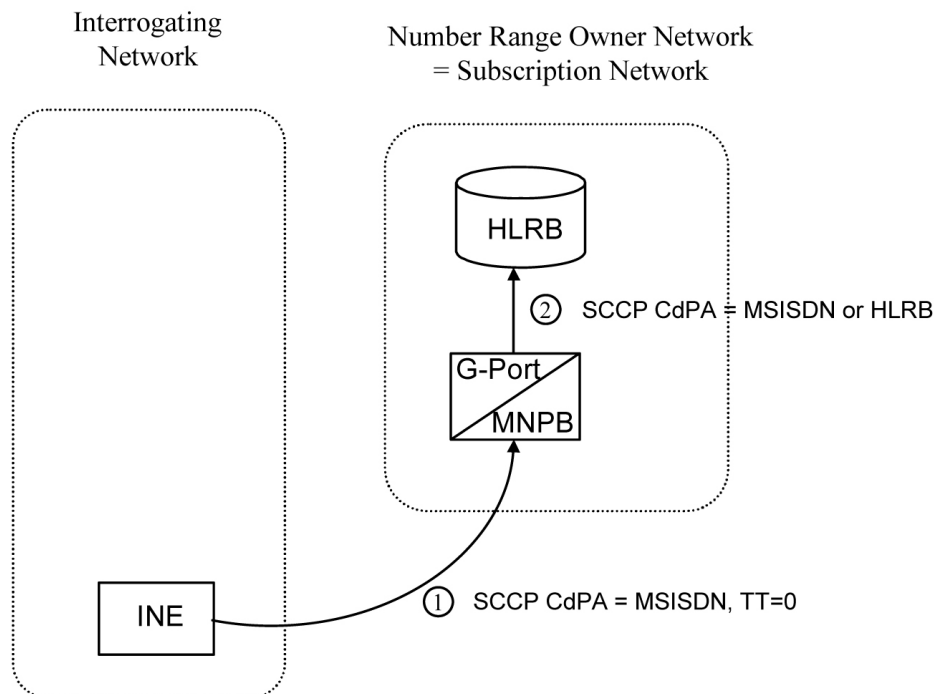 Interrogating
Network
Number Range Owner Network
= Subscription Network
HLRB
2 SCCP CdPA = MSISDN or HLRB
G-Port
MNPB
INE
1 SCCP CdPA = MSISDN, TT=0